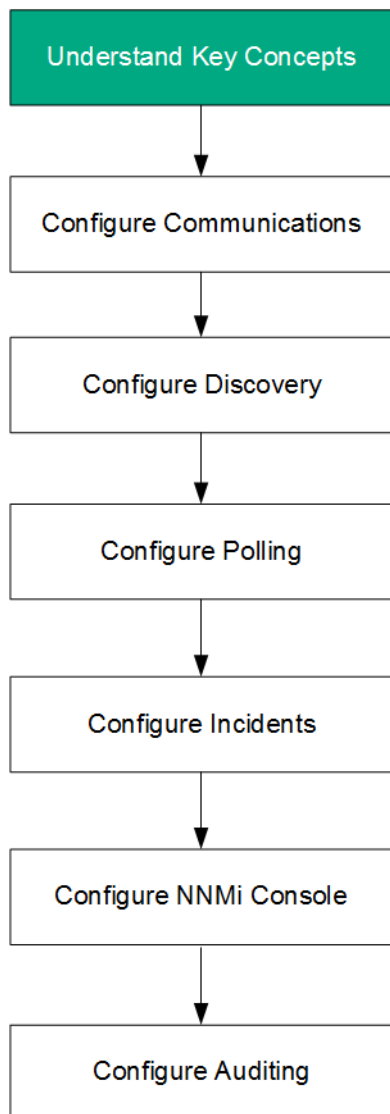 Understand Key Concepts
Configure Communications
Configure Discovery
Configure Polling
Configure Incidents
Configure NNMi Console
Configure Auditing